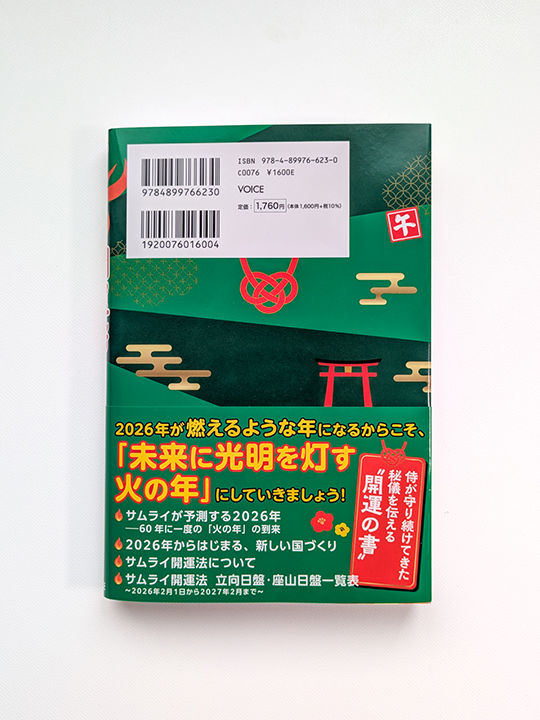 ISBN 978-4-89976-623-0
C0076 ¥1600E
VOICE
定価：1,760円(本体1,600円+税10%)
9784899766230
1920076016004
午
2026年が燃えるような年になるからこそ、
「未来に光明を灯す
火の年」にしていきましょう！
サムライが予測する2026年
──60年に一度の「火の年」の到来
2026年からはじまる、新しい国づくり
サムライ開運法について
サムライ開運法 立向日盤・座山日盤一覧表
～2026年2月1日から2027年2月まで～
侍が守り続けてきた
秘儀を伝える
“開運の書”